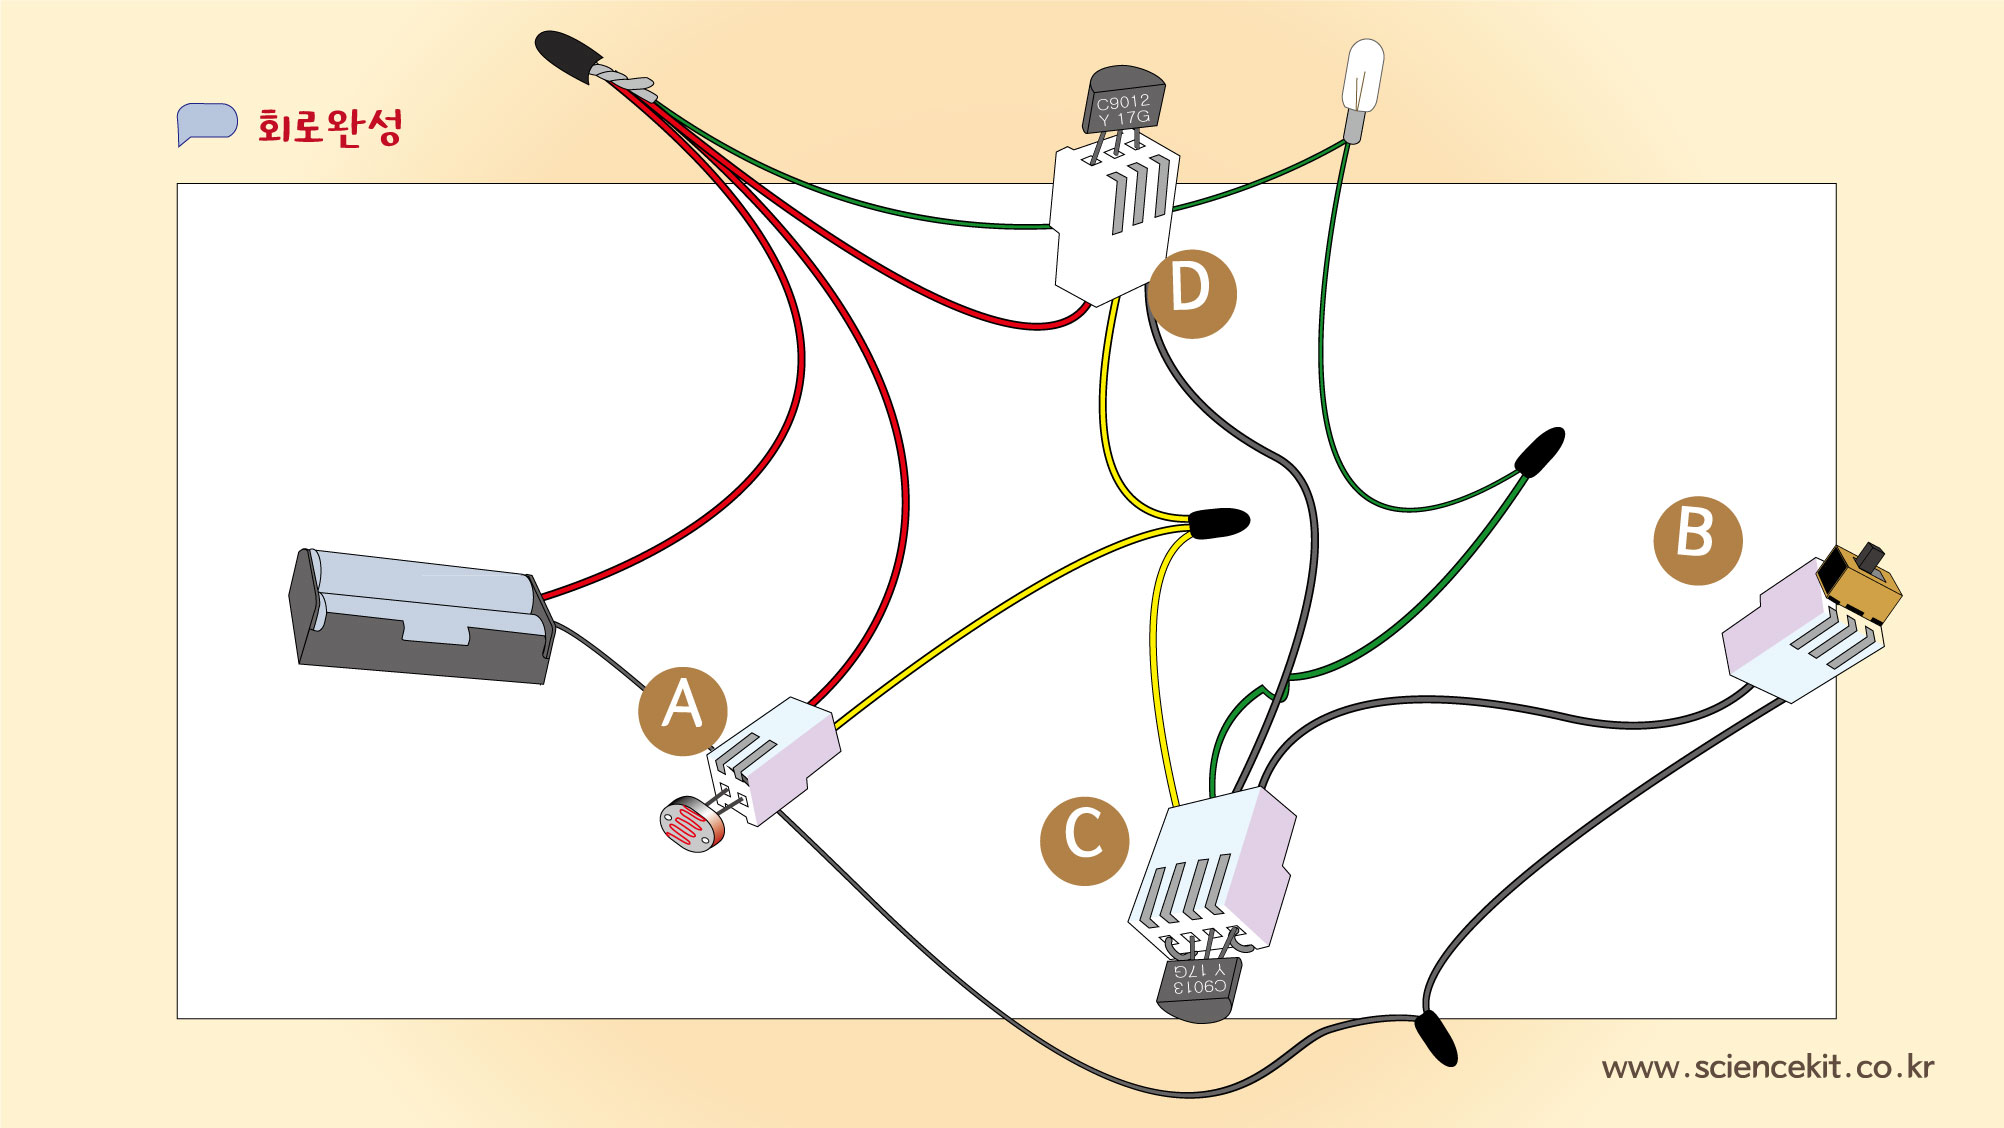 회로완성
C9012
Y 17G
D
B
A
C
C9013
Y 17G
www.sciencekit.co.kr